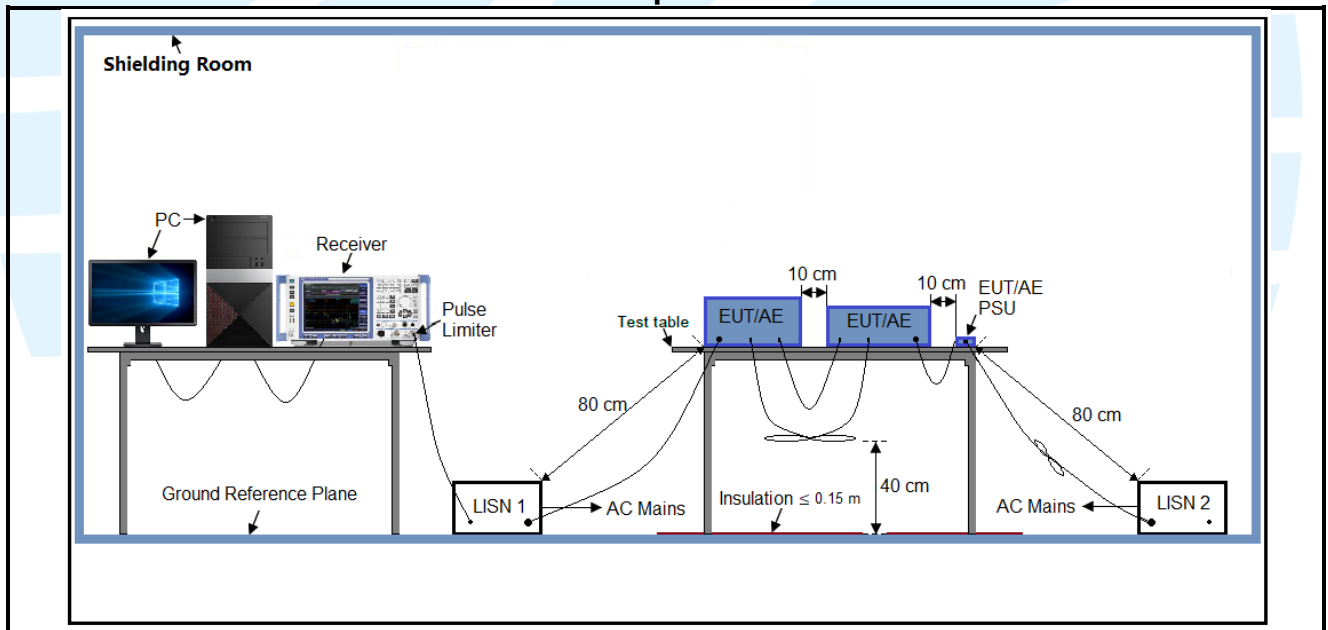 Shielding Room
PC
Receiver
Pulse
Limiter
10 cm
10 cm
EUT/AE
PSU
Test table
EUT/AE
EUT/AE
80 cm
80 cm
40 cm
Ground Reference Plane
LISN 1
AC Mains
Insulation ≤ 0.15 m
AC Mains
LISN 2